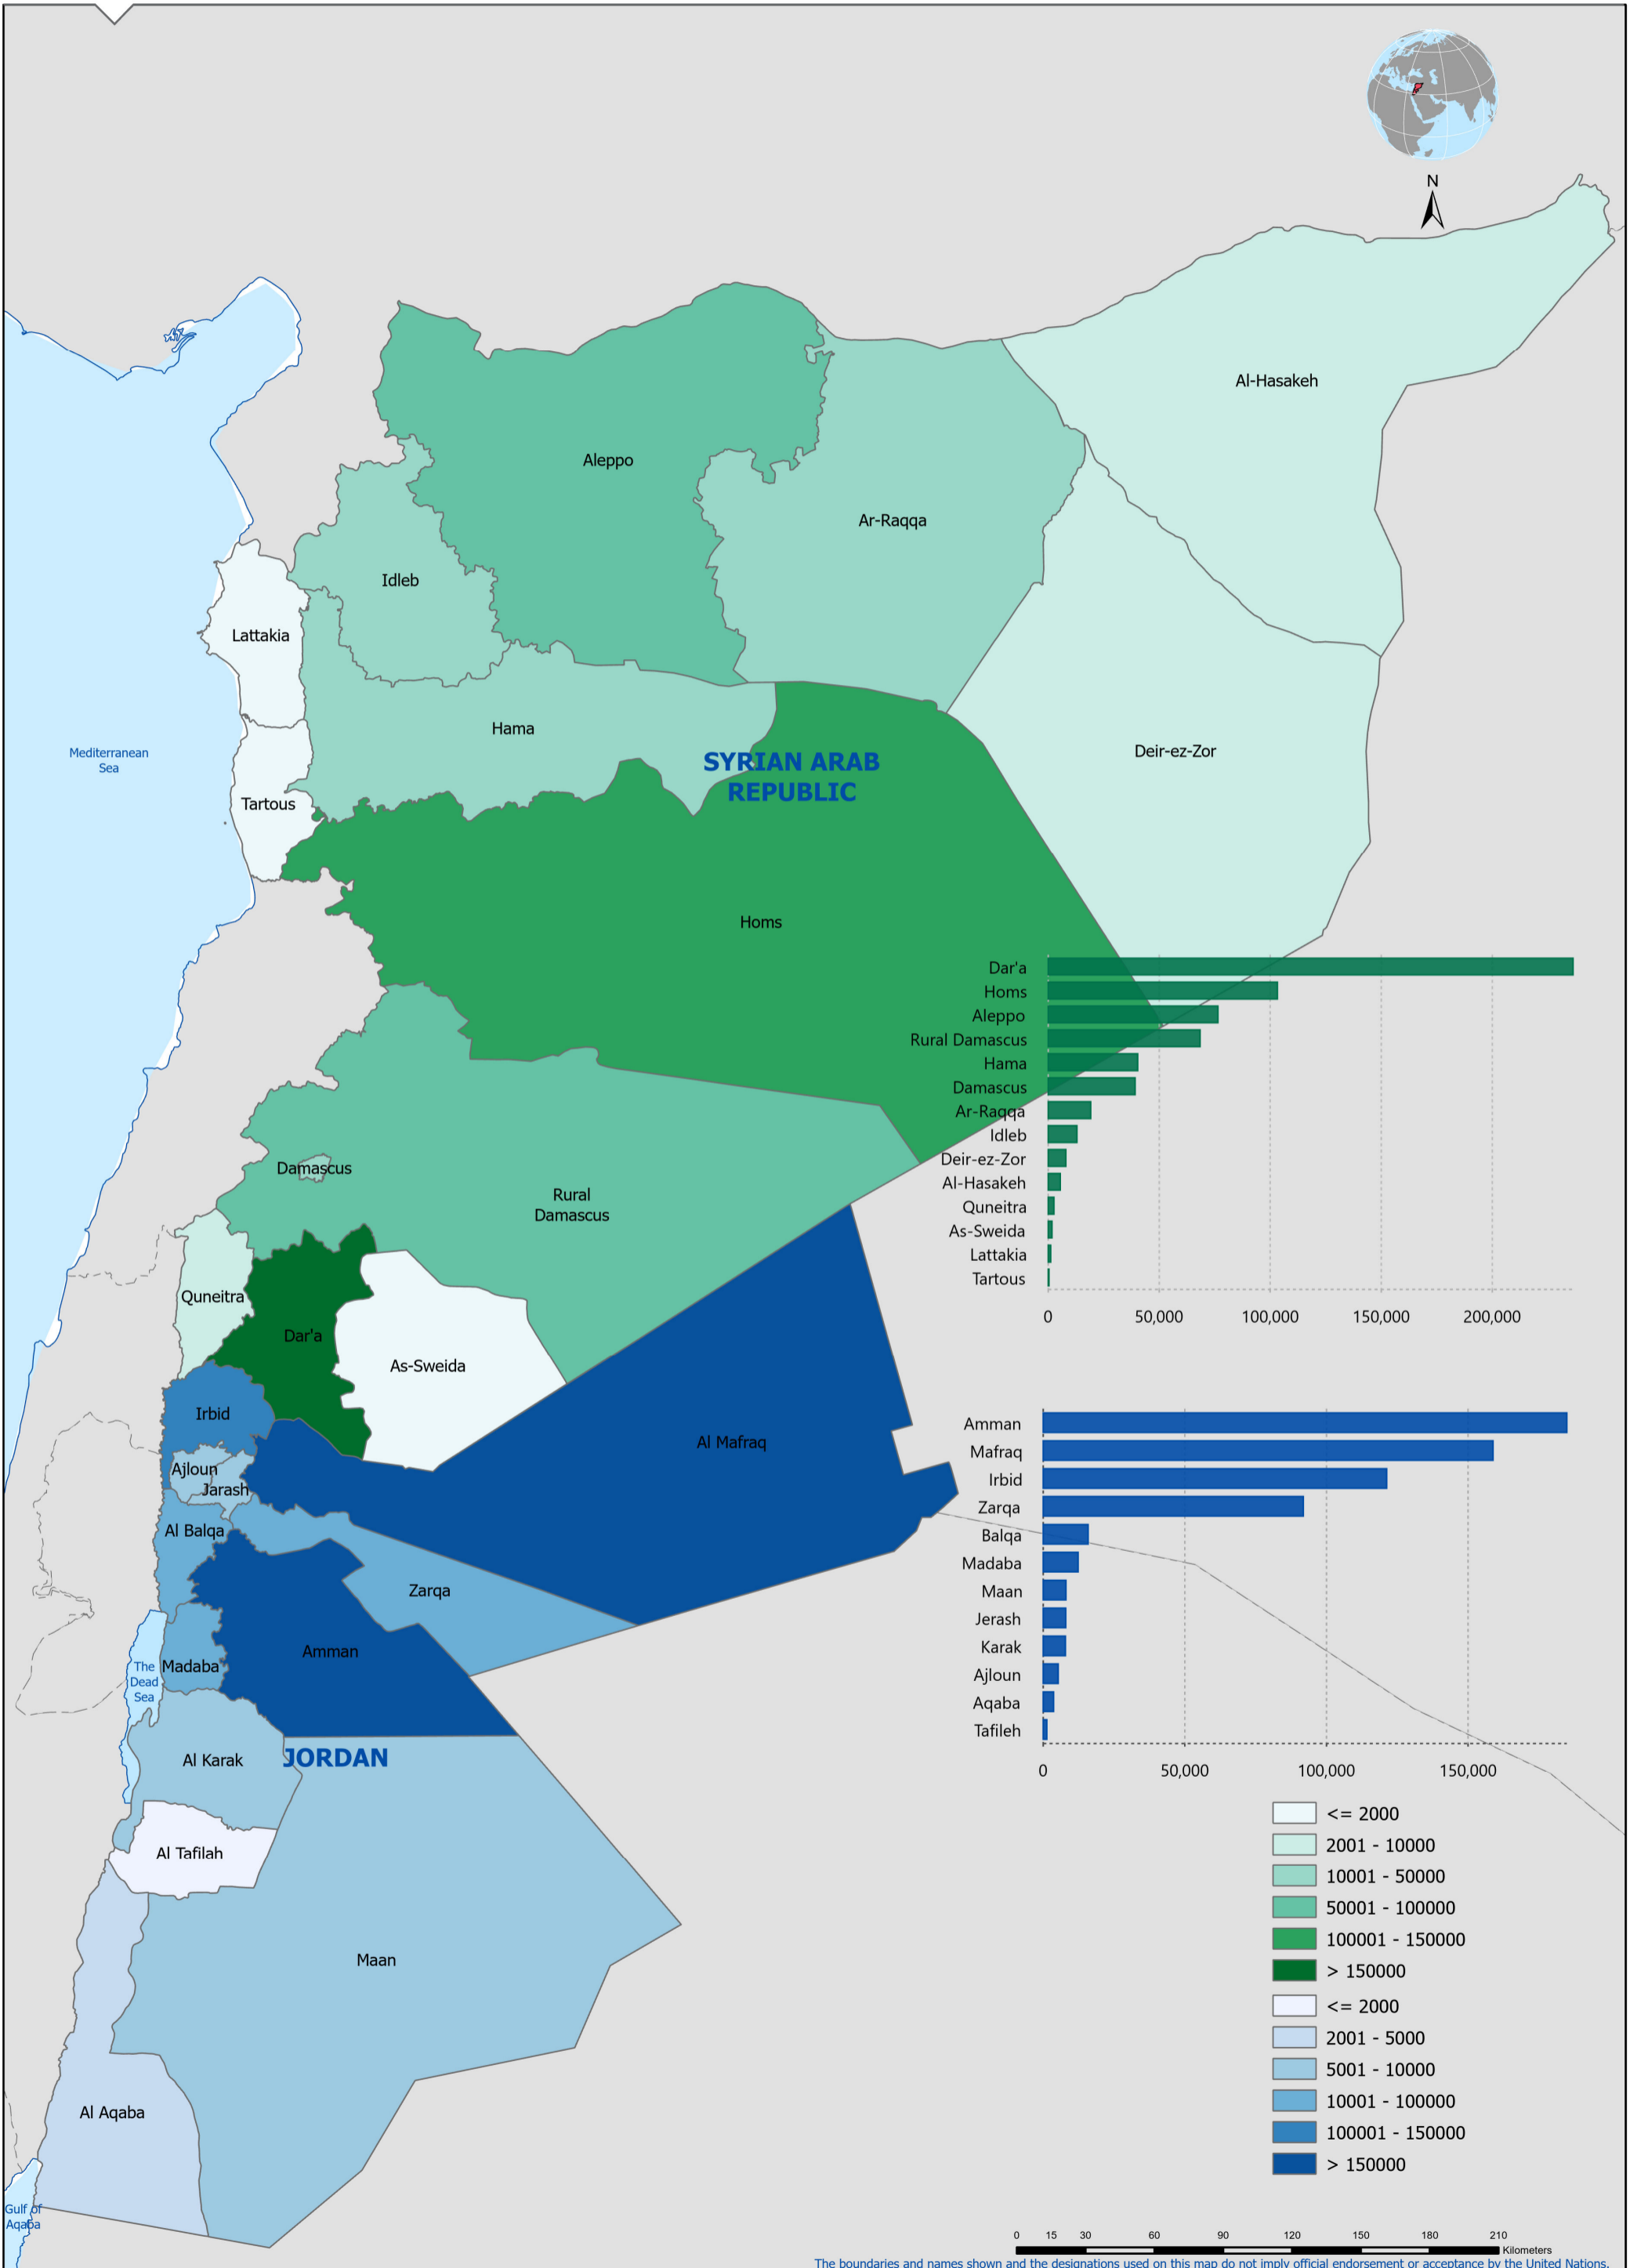 N
Al-Hasakeh
Aleppo
Ar-Raqqa
Idleb
Lattakia
Hama
Mediterranean
Sea
SYRIAN ARAB
REPUBLIC
Deir-ez-Zor
Tartous
Homs
Dar'a
Homs
Aleppo
Rural Damascus
Hama
Damascus
Ar-Raqqa
Idleb
Deir-ez-Zor
Al-Hasakeh
Quneitra
As-Sweida
Lattakia
Tartous
0 50,000 100,000 150,000 200,000
Damascus
Rural
Damascus
Quneitra
Dar'a
As-Sweida
Irbid
Al Mafraq
Ajloun
Jarash
Al Balqa
Zarqa
Amman
Madaba
The
Dead
Sea
Al Karak
JORDAN
Al Tafilah
Maan
Al Aqaba
Gulf of
Aqaba
Amman
Mafraq
Irbid
Zarqa
Balqa
Madaba
Maan
Jerash
Karak
Ajloun
Aqaba
Tafileh
0 50,000 100,000 150,000
<= 2000
2001 - 10000
10001 - 50000
50001 - 100000
100001 - 150000
> 150000
<= 2000
2001 - 5000
5001 - 10000
10001 - 100000
100001 - 150000
> 150000
0 15 30 60 90 120 150 180 210
Kilometers
The boundaries and names shown and the designations used on this map do not imply official endorsement or acceptance by the United Nations.